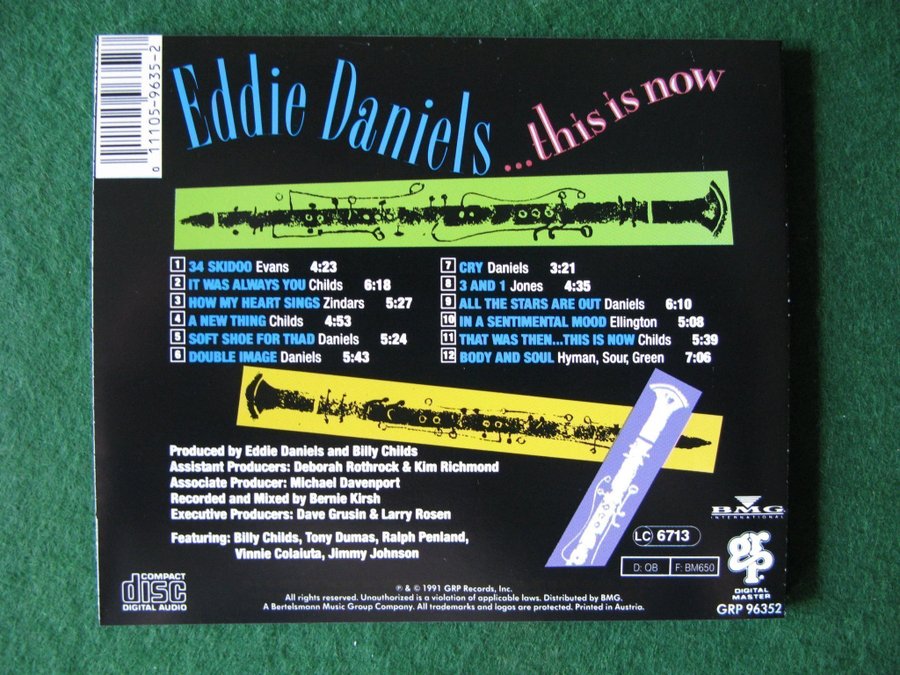 Eddie Daniels ...this is now
0 11105-9635-2
1 34 SKIDOO Evans 4:23
2 IT WAS ALWAYS YOU Childs 6:18
3 HOW MY HEART SINGS Zindars 5:27
4 A NEW THING Childs 4:53
5 SOFT SHOE FOR THAD Daniels 5:24
6 DOUBLE IMAGE Daniels 5:43
7 CRY Daniels 3:21
8 3 AND 1 Jones 4:35
9 ALL THE STARS ARE OUT Daniels 6:10
10 IN A SENTIMENTAL MOOD Ellington 5:08
11 THAT WAS THEN...THIS IS NOW Childs 5:39
12 BODY AND SOUL Hyman, Sour, Green 7:06
Produced by Eddie Daniels and Billy Childs
Assistant Producers: Deborah Rothrock & Kim Richmond
Associate Producer: Michael Davenport
Recorded and Mixed by Bernie Kirsh
Executive Producers: Dave Grusin & Larry Rosen
Featuring: Billy Childs, Tony Dumas, Ralph Penland,
Vinnie Colaiuta, Jimmy Johnson
BMG
INTERNATIONAL
LC 6713
D: QB F: BM650
grp
DIGITAL
MASTER
GRP 96352
COMPACT
disc
DIGITAL AUDIO
℗ & © 1991 GRP Records, Inc.
All rights reserved. Unauthorized is a violation of applicable laws. Distributed by BMG.
A Bertelsmann Music Group Company. All trademarks and logos are protected. Printed in Austria.